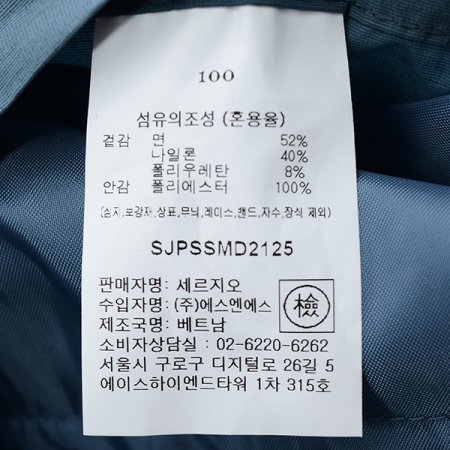 100
섬유의조성 (혼용율)
겉감 면 52%
나일론 40%
폴리우레탄 8%
안감 폴리에스터 100%
(심지,보강재,상표,무늬,레이스,밴드,자수,장식 제외)
SJPSSMD2125
판매자명: 세르지오
수입자명: (주)에스엔에스
제조국명: 베트남
檢
소비자상담실 : 02-6220-6262
서울시 구로구 디지털로 26길 5
에이스하이엔드타워 1차 315호